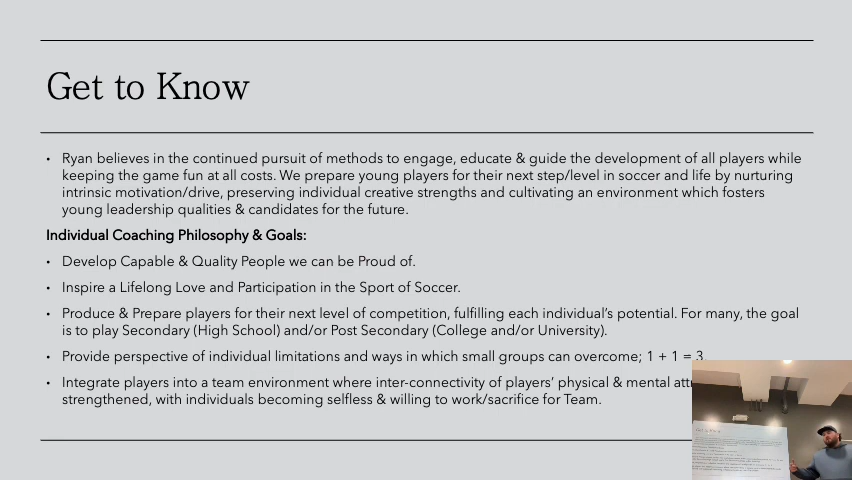 Get to Know
• Ryan believes in the continued pursuit of methods to engage, educate & guide the development of all players while
keeping the game fun at all costs. We prepare young players for their next step/level in soccer and life by nurturing
intrinsic motivation/drive, preserving individual creative strengths and cultivating an environment which fosters
young leadership qualities & candidates for the future.
Individual Coaching Philosophy & Goals:
• Develop Capable & Quality People we can be Proud of.
• Inspire a Lifelong Love and Participation in the Sport of Soccer.
• Produce & Prepare players for their next level of competition, fulfilling each individual’s potential. For many, the goal
is to play Secondary (High School) and/or Post Secondary (College and/or University).
• Provide perspective of individual limitations and ways in which small groups can overcome; 1 + 1 = 3.
• Integrate players into a team environment where inter-connectivity of players’ physical & mental
strengthened, with individuals becoming selfless & willing to work/sacrifice for Team.
Get to Know